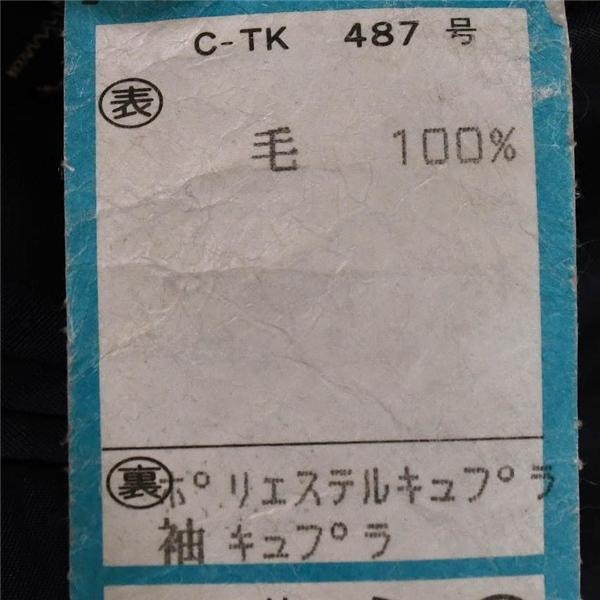 C-TK 487 号
㊤表
毛 100%
裏 ポリエステルキュプラ
袖 キュプラ